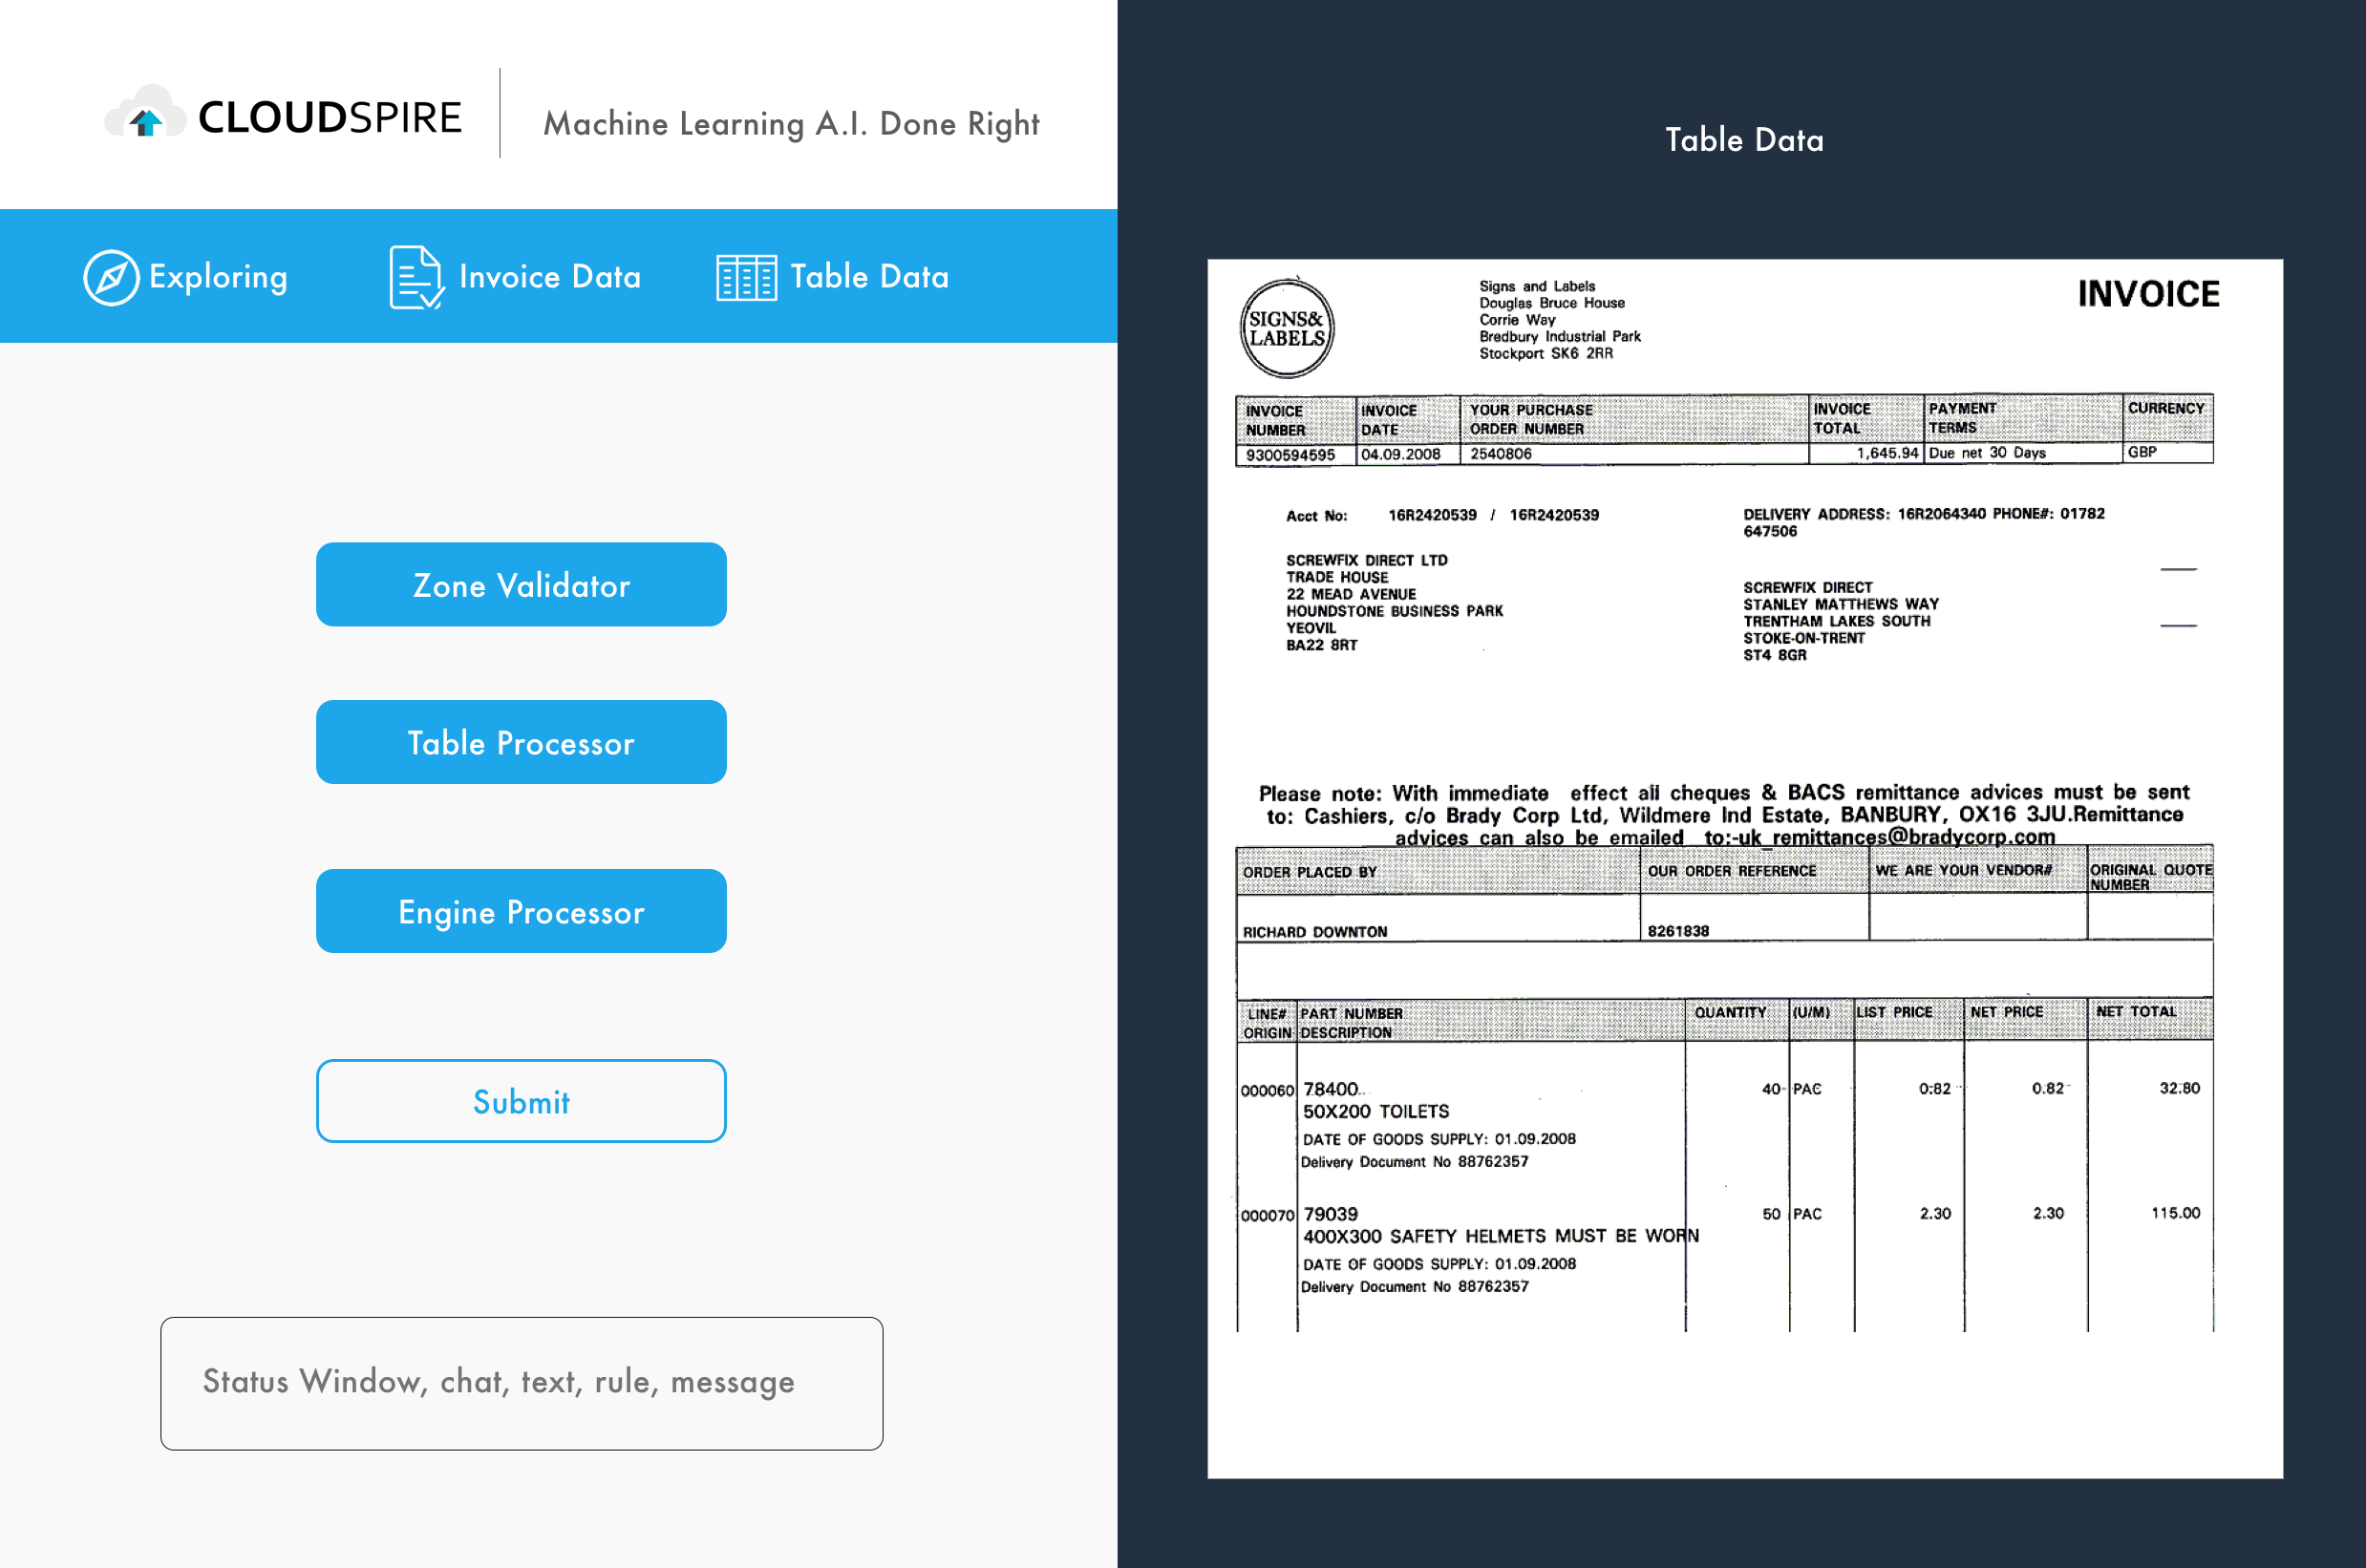 CLOUDSPIRE
Machine Learning A.I. Done Right
Exploring
Invoice Data
Table Data
Zone Validator
Table Processor
Engine Processor
Submit
Status Window, chat, text, rule, message
Table Data
SIGNS&
LABELS
Signs and Labels
Douglas Bruce House
Corrie Way
Bredbury Industrial Park
Stockport SK6 2RR
INVOICE
INVOICE NUMBER INVOICE DATE YOUR PURCHASE ORDER NUMBER INVOICE TOTAL PAYMENT TERMS CURRENCY
9300594595 04.09.2008 2540806 1,645.94 Due net 30 Days GBP
Acct No: 16R2420539 / 16R2420539
SCREWFIX DIRECT LTD
TRADE HOUSE
22 MEAD AVENUE
HOUNDSTONE BUSINESS PARK
YEOVIL
BA22 8RT
DELIVERY ADDRESS: 16R2064340 PHONE#: 01782
647506
SCREWFIX DIRECT
STANLEY MATTHEWS WAY
TRENTHAM LAKES SOUTH
STOKE-ON-TRENT
ST4 8GR
Please note: With immediate effect all cheques & BACS remittance advices must be sent
to: Cashiers, c/o Brady Corp Ltd, Wildmere Ind Estate, BANBURY, OX16 3JU.Remittance
advices can also be emailed to:-uk_remittances@bradycorp.com
ORDER PLACED BY OUR ORDER REFERENCE WE ARE YOUR VENDOR# ORIGINAL QUOTE NUMBER
RICHARD DOWNTON 8261838
LINE# ORIGIN PART NUMBER DESCRIPTION QUANTITY (U/M) LIST PRICE NET PRICE NET TOTAL
000060 78400 40 PAC 0.82 0.82 32.80
50X200 TOILETS
DATE OF GOODS SUPPLY: 01.09.2008
Delivery Document No 88762357
000070 79039 50 PAC 2.30 2.30 115.00
400X300 SAFETY HELMETS MUST BE WORN
DATE OF GOODS SUPPLY: 01.09.2008
Delivery Document No 88762357